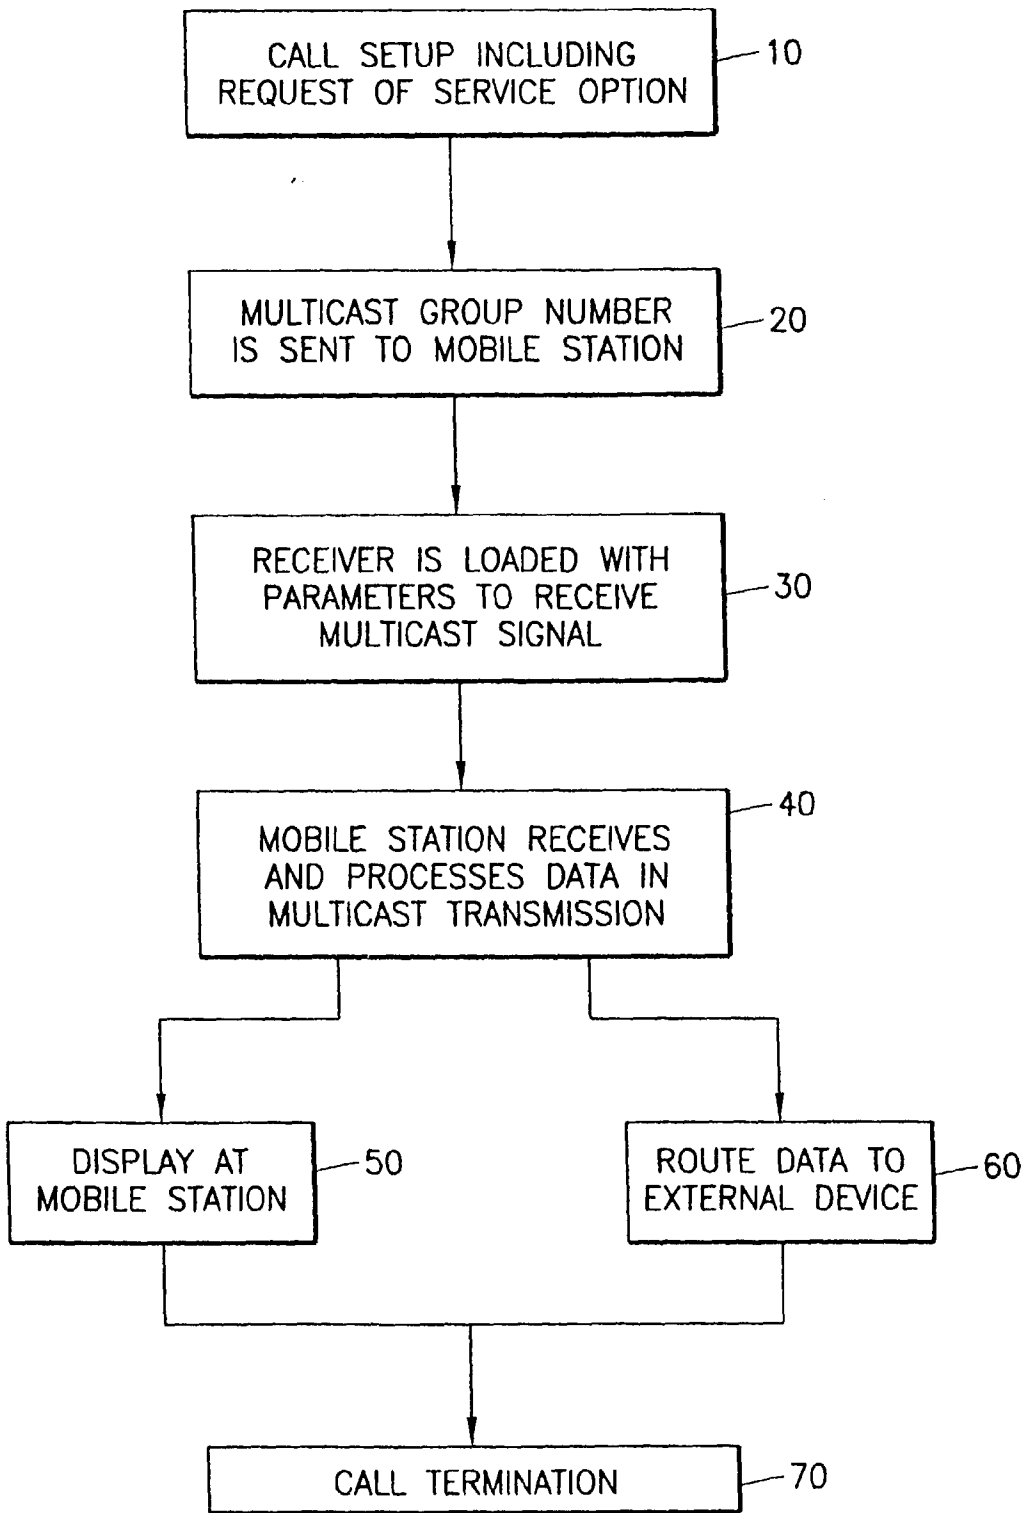 CALL SETUP INCLUDING
REQUEST OF SERVICE OPTION
10
MULTICAST GROUP NUMBER
IS SENT TO MOBILE STATION
20
RECEIVER IS LOADED WITH
PARAMETERS TO RECEIVE
MULTICAST SIGNAL
30
MOBILE STATION RECEIVES
AND PROCESSES DATA IN
MULTICAST TRANSMISSION
40
DISPLAY AT
MOBILE STATION
50
ROUTE DATA TO
EXTERNAL DEVICE
60
CALL TERMINATION
70